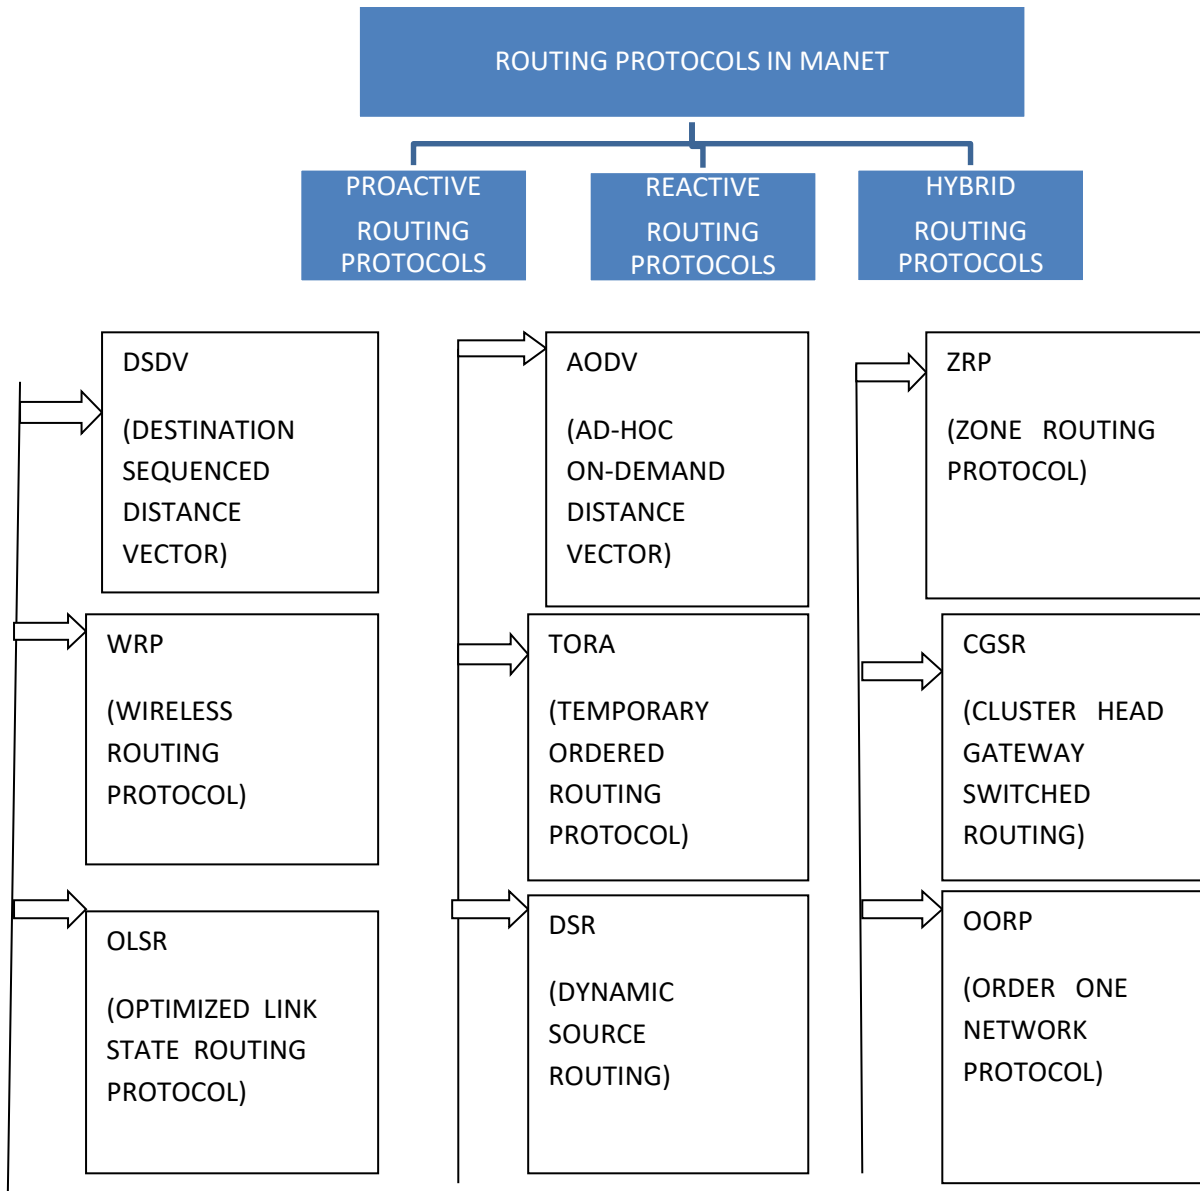 ROUTING PROTOCOLS IN MANET
PROACTIVE
ROUTING
PROTOCOLS
REACTIVE
ROUTING
PROTOCOLS
HYBRID
ROUTING
PROTOCOLS
DSDV
(DESTINATION
SEQUENCED
DISTANCE
VECTOR)
WRP
(WIRELESS
ROUTING
PROTOCOL)
OLSR
(OPTIMIZED LINK
STATE ROUTING
PROTOCOL)
AODV
(AD-HOC
ON-DEMAND
DISTANCE
VECTOR)
TORA
(TEMPORARY
ORDERED
ROUTING
PROTOCOL)
DSR
(DYNAMIC
SOURCE
ROUTING)
ZRP
(ZONE ROUTING
PROTOCOL)
CGSR
(CLUSTER HEAD
GATEWAY
SWITCHED
ROUTING)
OORP
(ORDER ONE
NETWORK
PROTOCOL)